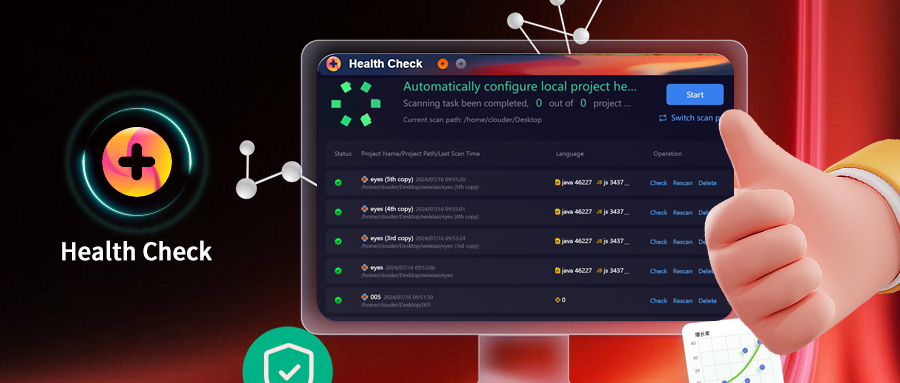 Health Check
Health Check
Automatically configure local project he...
Scanning task been completed, 0 out of 0 project ...
Start
Current scan path: /home/clouder/Desktop
Switch scan p
Status Project Name/Project Path/Last Scan Time Language Operation
eyes (5th copy) 2024/07/16 09:55:20
/home/clouder/Desktop/weixian/eyes (5th copy)
java 46227 JS js 3437... Check Rescan Delete
eyes (4th copy) 2024/07/16 09:55:01
/home/clouder/Desktop/weixian/eyes (4th copy)
java 46227 JS js 3437... Check Rescan Delete
eyes (3rd copy) 2024/07/16 09:53:24
/home/clouder/Desktop/weixian/eyes (3rd copy)
java 46227 JS js 3437... Check Rescan Delete
eyes 2024/07/16 09:53:06
/home/clouder/Desktop/weixian/eyes
java 46227 JS js 3437... Check Rescan Delete
005 2024/07/16 09:51:30
/home/clouder/Desktop/005
0 Check Rescan Delete
增长率
40
30
20